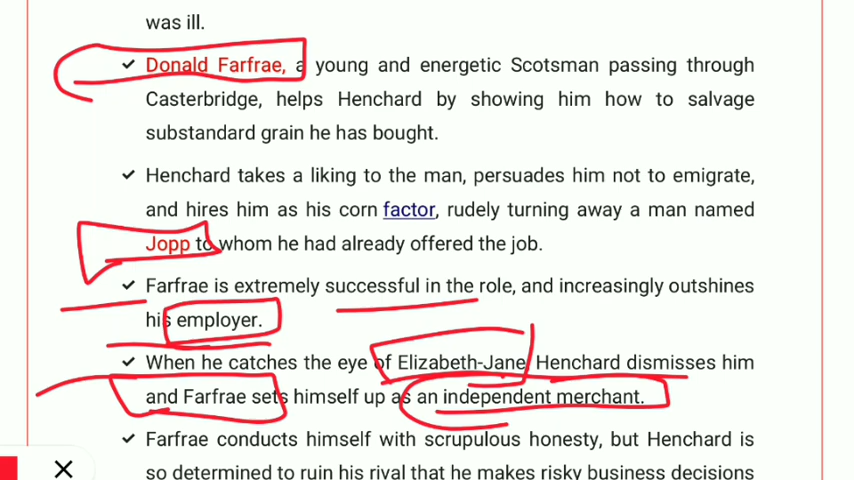 was ill.
✓ Donald Farfrae, a young and energetic Scotsman passing through
Casterbridge, helps Henchard by showing him how to salvage
substandard grain he has bought.
✓ Henchard takes a liking to the man, persuades him not to emigrate,
and hires him as his corn factor, rudely turning away a man named
Jopp to whom he had already offered the job.
✓ Farfrae is extremely successful in the role, and increasingly outshines
his employer.
✓ When he catches the eye of Elizabeth-Jane, Henchard dismisses him
and Farfrae sets himself up as an independent merchant.
✓ Farfrae conducts himself with scrupulous honesty, but Henchard is
so determined to ruin his rival that he makes risky business decisions